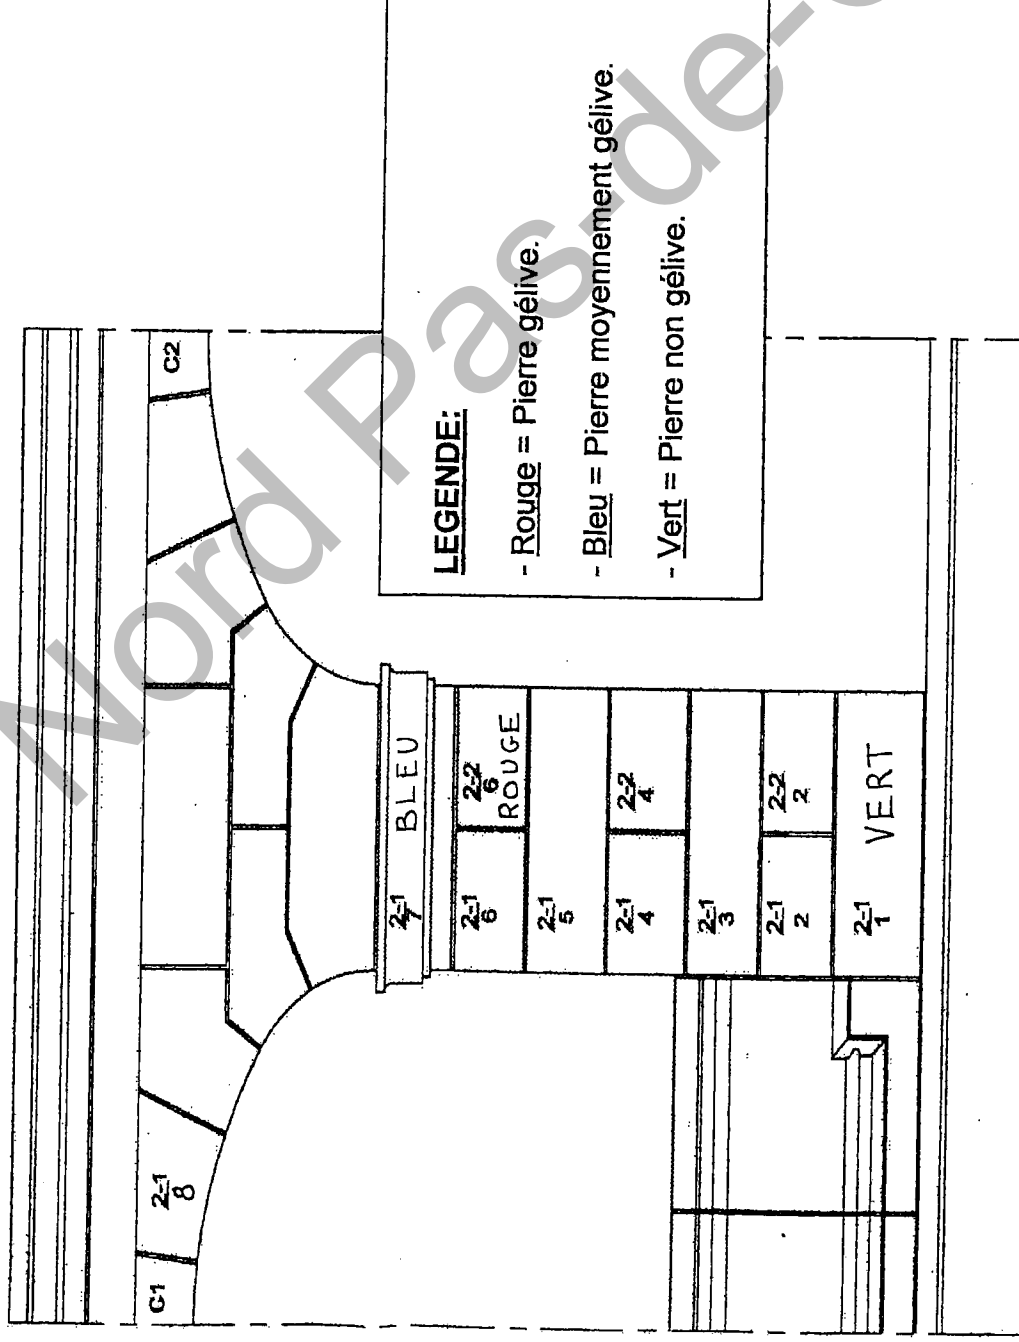 Nord Pas-de-
C1
C2
2-1
8
2-1
7
BLEU
2-1
6
2-2
6
ROUGE
2-1
5
2-1
4
2-2
4
2-1
3
2-1
2
2-2
2
2-1
1
VERT
LEGENDE:
- Rouge = Pierre gélive.
- Bleu = Pierre moyennement gélive.
- Vert = Pierre non gélive.